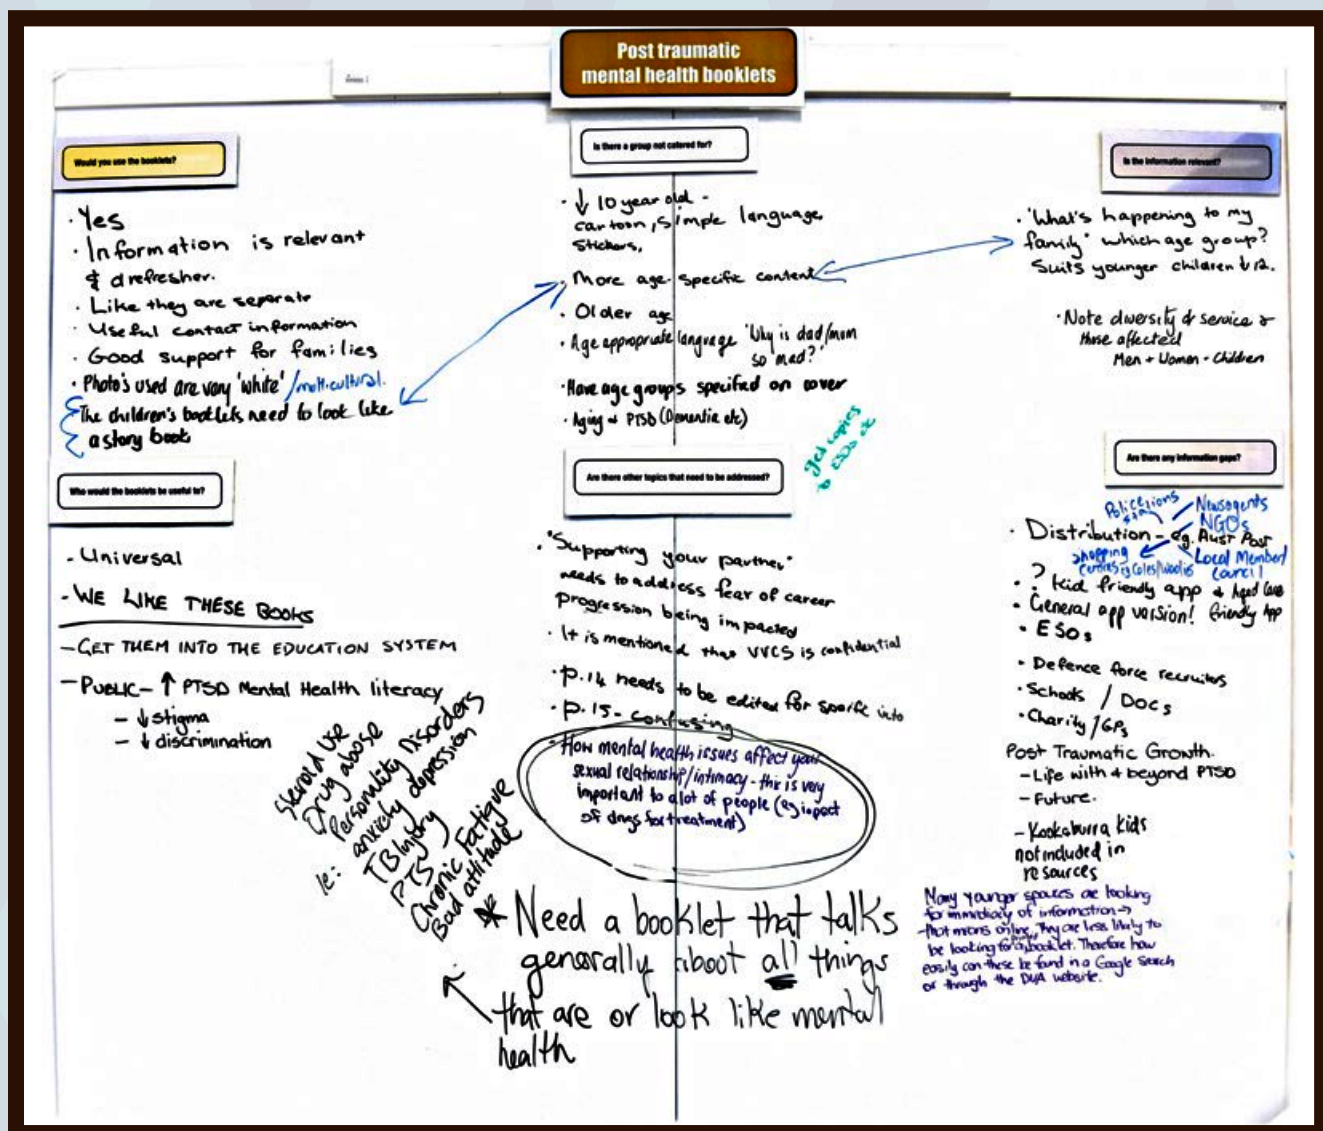 Post traumatic
mental health booklets
Would you use the booklets?
· Yes
· Information is relevant
& a refresher.
· Like they are separate
· Useful contact information
· Good support for families
· Photo's used are very 'white' / multicultural.
The children's booklets need to look like
a story book
Is there a group not catered for?
· ↓ 10 year old -
cartoon, simple language,
stickers,
· More age specific content
· Older age
· Age appropriate language 'Why is dad/mum
so mad?'
· Have age groups specified on cover
· Aging & PTSD (Dementia etc)
get copies
to ESOs etc
Is the information relevant?
· 'What's happening to my
family' which age group?
Suits younger children ↓ 12.
· Note diversity of service &
those affected
Men + Women + Children
Who would the booklets be useful to?
- Universal
- WE LIKE THESE BOOKS
- GET THEM INTO THE EDUCATION SYSTEM
- PUBLIC - ↑ PTSD Mental Health literacy
- ↓ stigma
- ↓ discrimination
Are there other topics that need to be addressed?
· "Supporting your partner"
needs to address fear of career
progression being impacted
· It is mentioned that VVCS is confidential
· p.14 needs to be edited for spesific info
· p.15 - confusing
· How mental health issues affect your
sexual relationship/intimacy - this is very
important to a lot of people (eg impact
of drugs for treatment)
* Need a booklet that talks
generally about all things
that are or look like mental
health
ie:
Steroid Use
Drug abuse
Personality Disorders
anxiety depression
TB Injury
PTS
Chronic Fatigue
Bad attitude
Are there any information gaps?
· Distribution - eg. Aust Post
Police stations
Newsagents
NGOs
Local Member/
Council
Shopping
Centres eg Coles/Woolies
· ? Kid friendly app & Aged Care
friendly App
· General app version!
· ESOs
· Defence force recruiters
· Schools / DOCs
· Charity / GPs
Post Traumatic Growth.
- Life with & beyond PTSD
- Future.
- Kookaburra Kids
not included in
resources
Many younger spouses are looking
for immediacy of information →
that means online. They are less likely to
be looking for a booklet. Therefore how
easily can these be found in a Google Search
or through the DVA website.